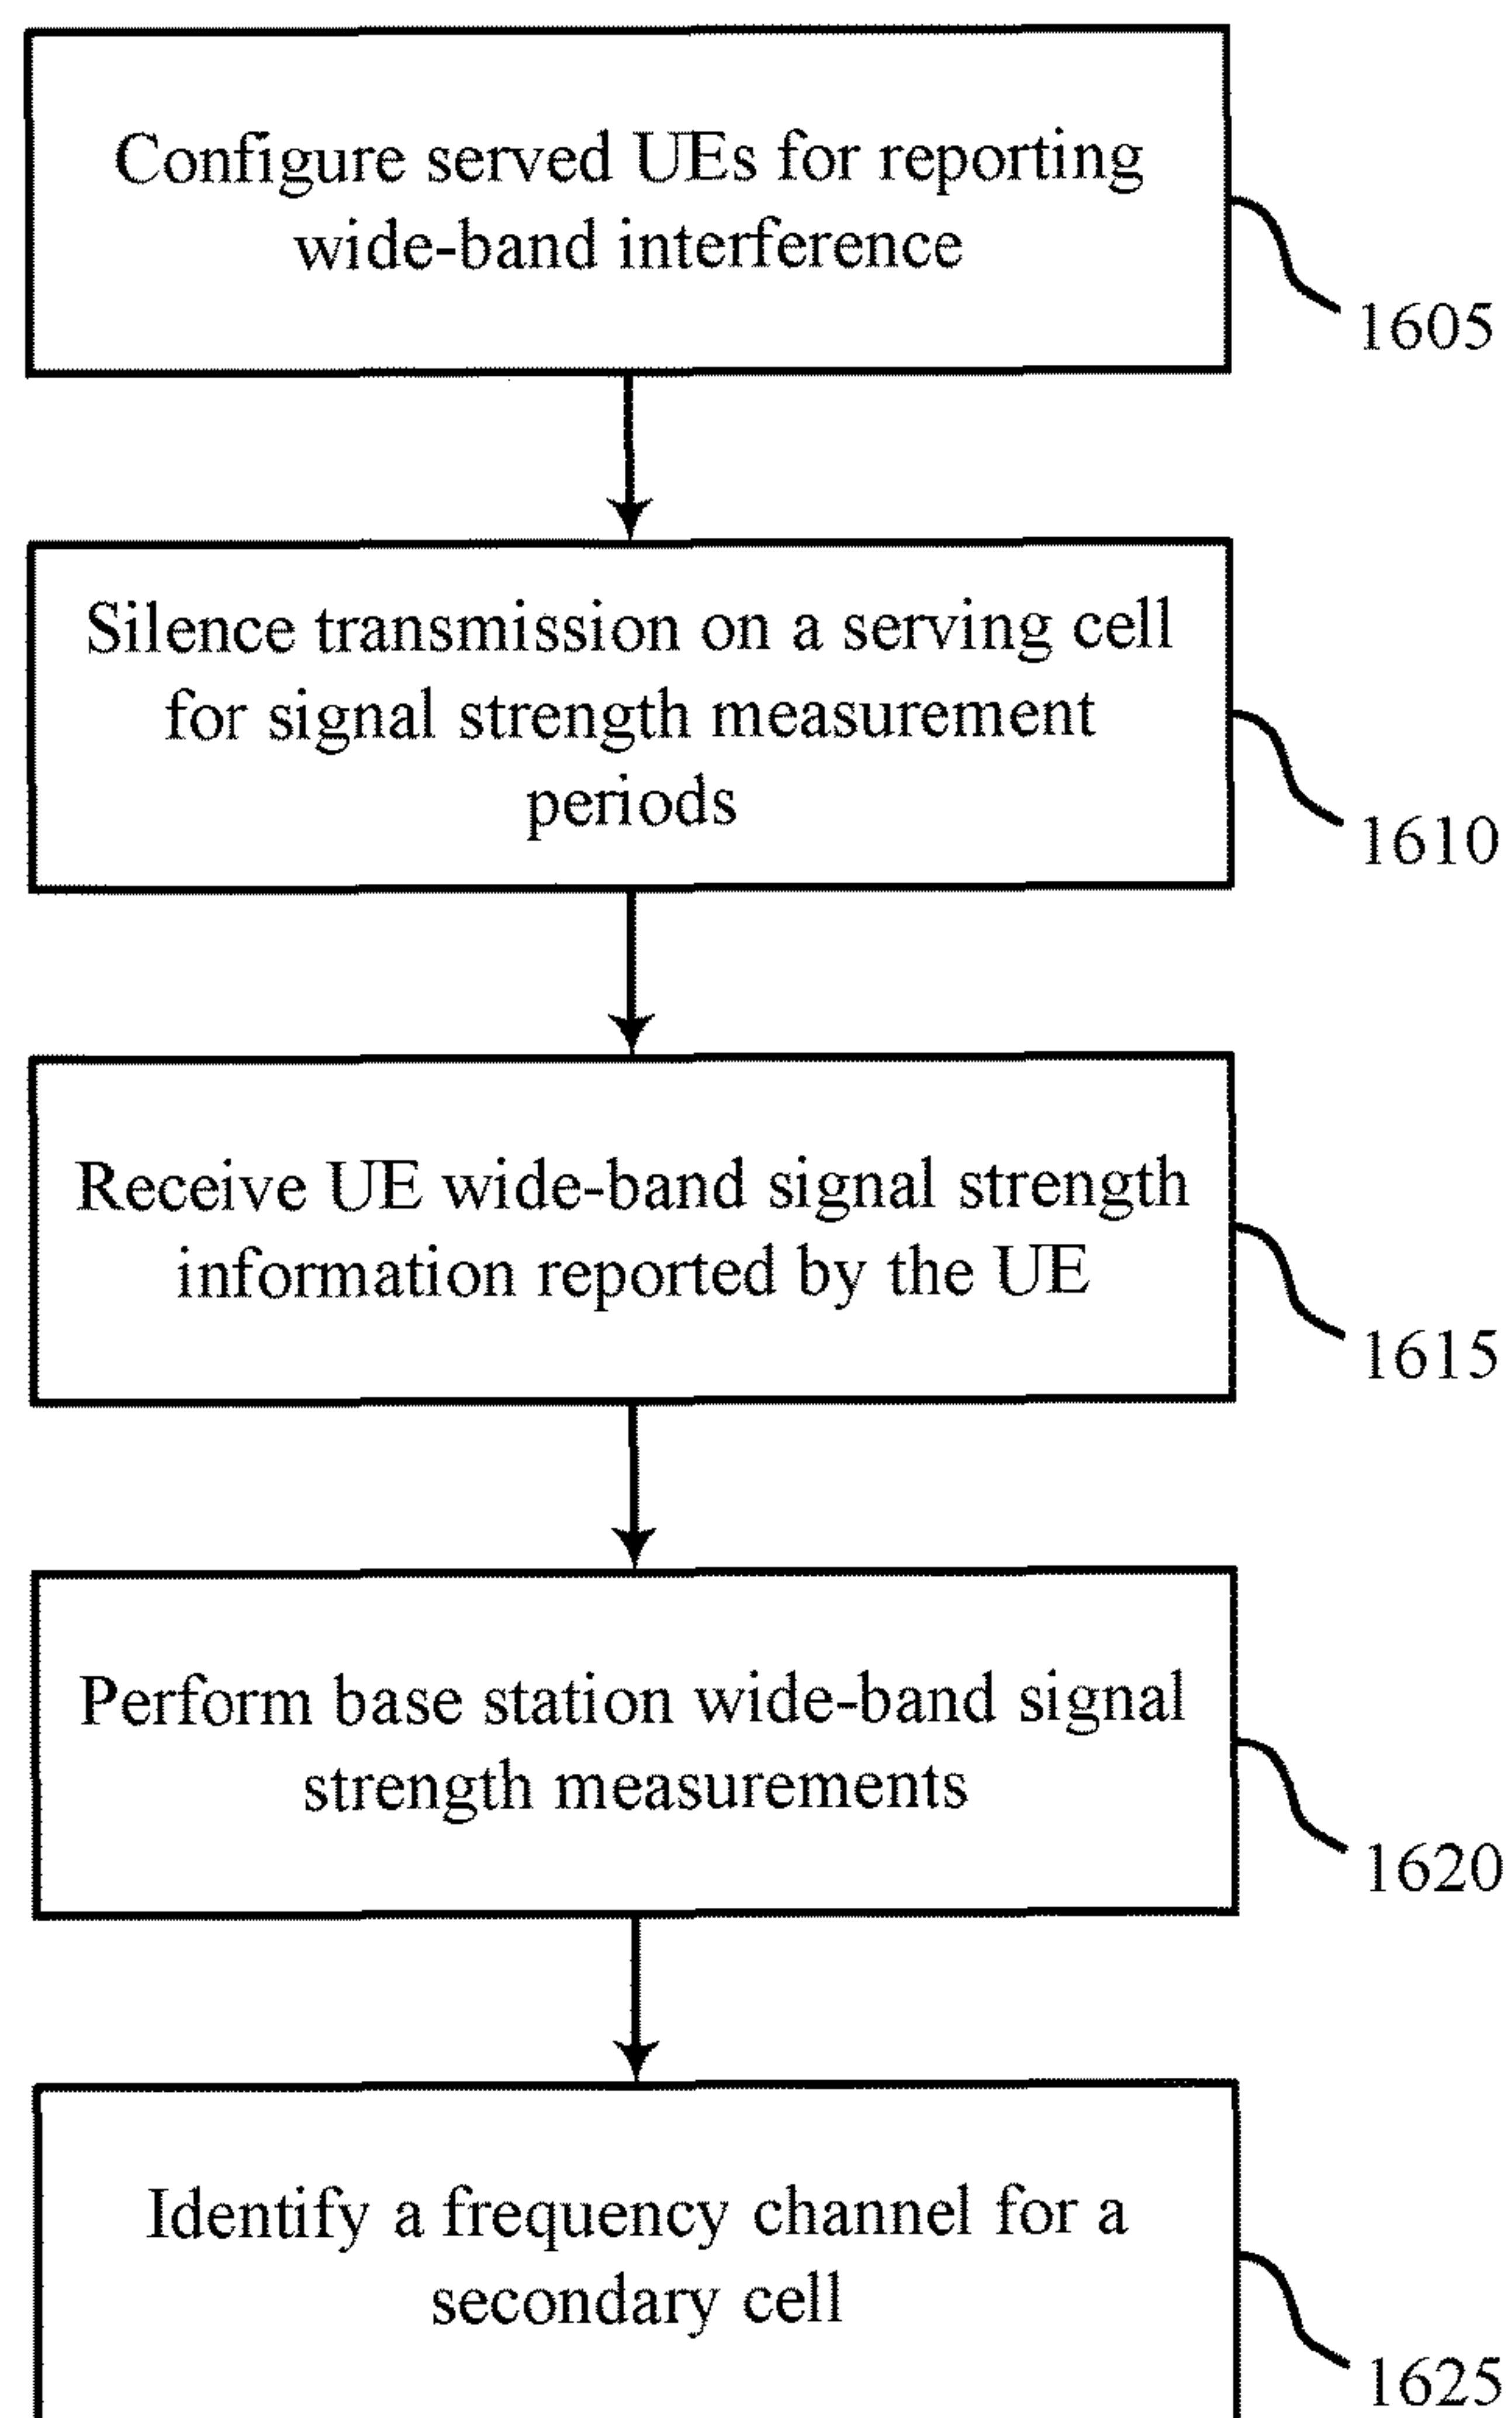 Configure served UEs for reporting
wide-band interference
1605
Silence transmission on a serving cell
for signal strength measurement
periods
1610
Receive UE wide-band signal strength
information reported by the UE
1615
Perform base station wide-band signal
strength measurements
1620
Identify a frequency channel for a
secondary cell
1625